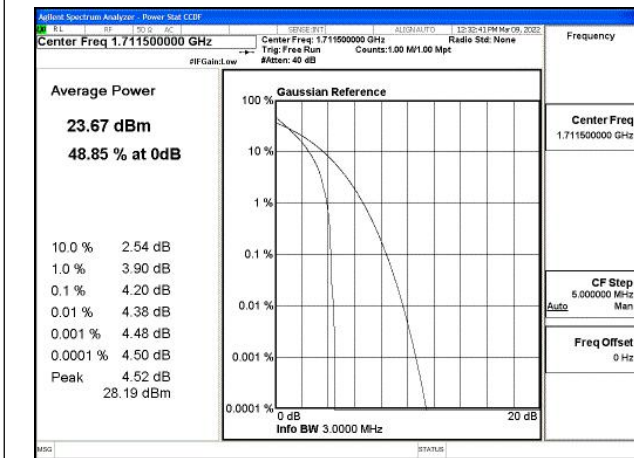 Agilent Spectrum Analyzer - Power Stat CCDF
RL RF 50 Ω AC SENSE:INT ALIGN AUTO 12:32:41 PM Mar 09, 2022
Center Freq 1.711500000 GHz
Center Freq: 1.711500000 GHz
Radio Std: None
Trig: Free Run
Counts:1.00 M/1.00 Mpt
#IFGain:Low
#Atten: 40 dB
Frequency
Average Power
23.67 dBm
48.85 % at 0dB
10.0 % 2.54 dB
1.0 % 3.90 dB
0.1 % 4.20 dB
0.01 % 4.38 dB
0.001 % 4.48 dB
0.0001 % 4.50 dB
Peak 4.52 dB
28.19 dBm
Gaussian Reference
100 %
10 %
1 %
0.1 %
0.01 %
0.001 %
0.0001 %
0 dB
20 dB
Info BW 3.0000 MHz
Center Freq
1.711500000 GHz
CF Step
5.000000 MHz
Auto Man
Freq Offset
0 Hz
MSG
STATUS